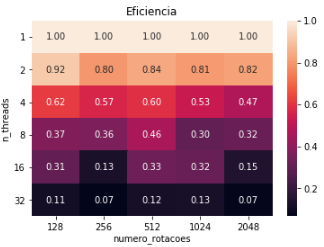 Eficiencia
1 1.00 1.00 1.00 1.00 1.00
2 0.92 0.80 0.84 0.81 0.82
4 0.62 0.57 0.60 0.53 0.47
8 0.37 0.36 0.46 0.30 0.32
16 0.31 0.13 0.33 0.32 0.15
32 0.11 0.07 0.12 0.13 0.07
128 256 512 1024 2048
numero_rotacoes
n_threads
1.0
0.8
0.6
0.4
0.2